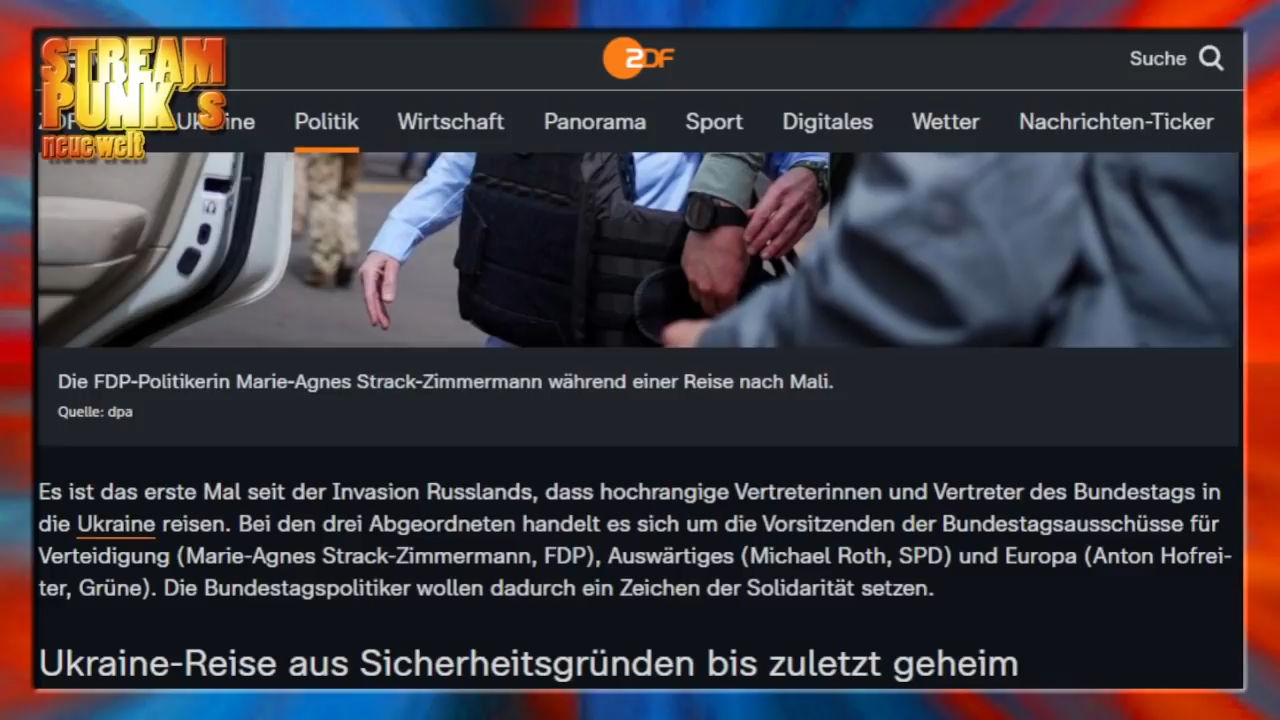 STREAM
PUNK´s
neue welt
ZDF
Suche
Ukraine
Politik
Wirtschaft
Panorama
Sport
Digitales
Wetter
Nachrichten-Ticker
Die FDP-Politikerin Marie-Agnes Strack-Zimmermann während einer Reise nach Mali.
Quelle: dpa
Es ist das erste Mal seit der Invasion Russlands, dass hochrangige Vertreterinnen und Vertreter des Bundestags in
die Ukraine reisen. Bei den drei Abgeordneten handelt es sich um die Vorsitzenden der Bundestagsausschüsse für
Verteidigung (Marie-Agnes Strack-Zimmermann, FDP), Auswärtiges (Michael Roth, SPD) und Europa (Anton Hofrei-
ter, Grüne). Die Bundestagspolitiker wollen dadurch ein Zeichen der Solidarität setzen.
Ukraine-Reise aus Sicherheitsgründen bis zuletzt geheim